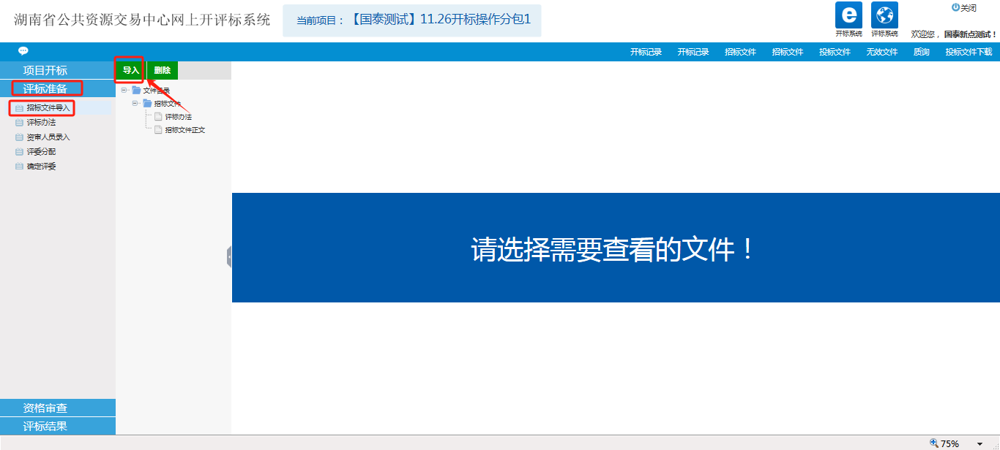 湖南省公共资源交易中心网上开评标系统
当前项目：【国泰测试】11.26开标操作分包1
开标系统
评标系统
关闭
欢迎您，国泰新点测试！
开标记录 开标记录 招标文件 招标文件 投标文件 无效文件 质询 投标文件下载
项目开标
评标准备
招标文件导入
评标办法
资审人员录入
评委分配
确定评委
资格审查
评标结果
导入 删除
文件目录
招标文件
评标办法
招标文件正文
请选择需要查看的文件！
75%